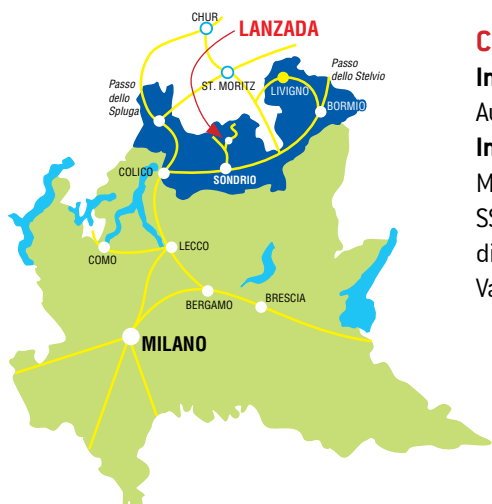 CHUR
LANZADA
Passo
dello Stelvio
ST. MORITZ
Passo
dello
Spluga
LIVIGNO
BORMIO
COLICO
SONDRIO
COMO
LECCO
BERGAMO
BRESCIA
MILANO
C
In
Au
In
M
SS
di
Va